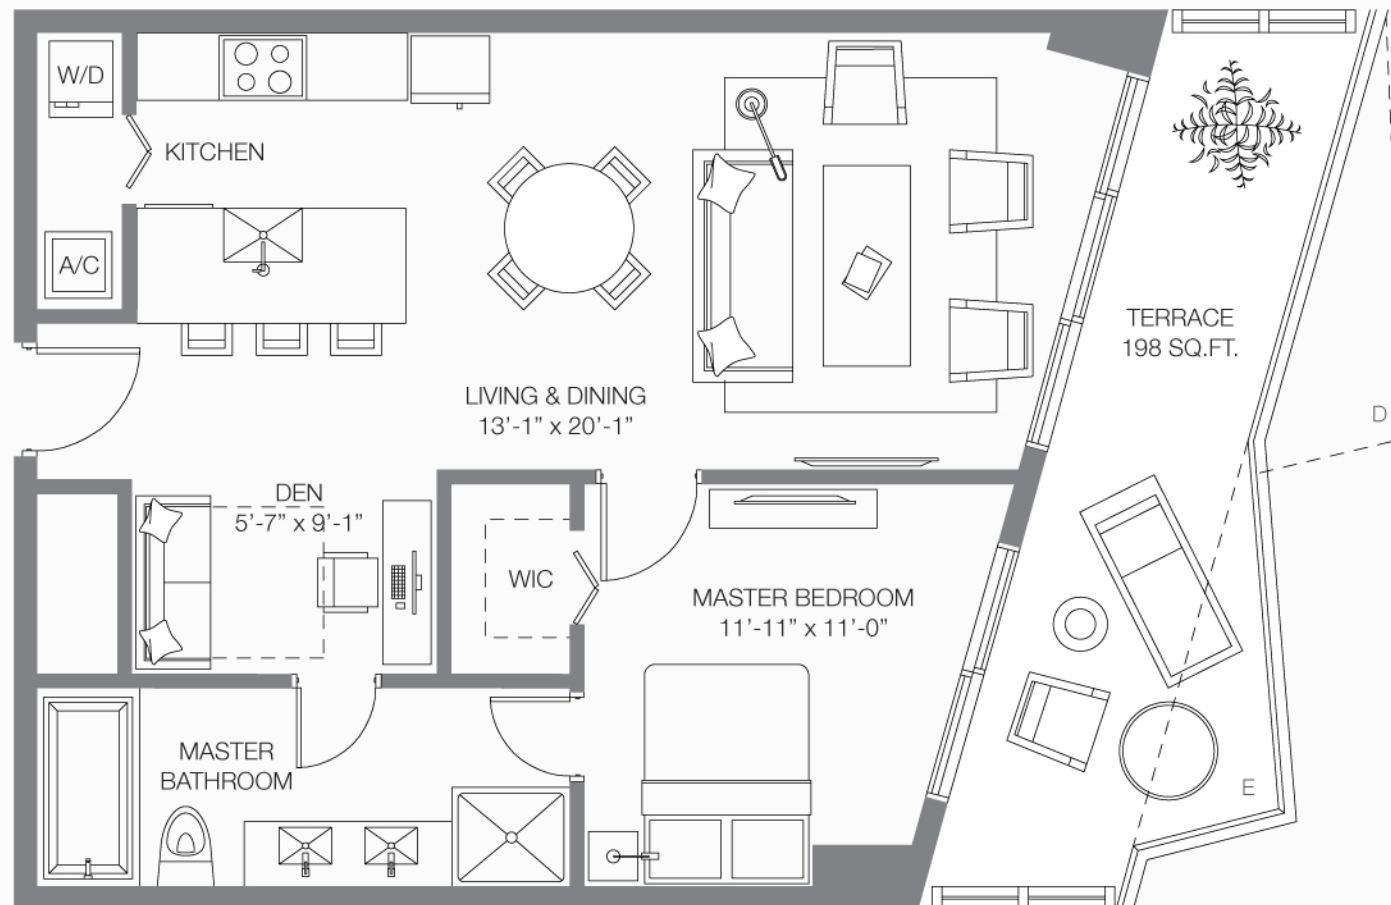 W/D
KITCHEN
A/C
TERRACE
198 SQ.FT.
LIVING & DINING
13’-1” x 20’-1”
D
DEN
5’-7” x 9’-1”
WIC
MASTER BEDROOM
11’-11” x 11’-0”
MASTER
BATHROOM
E